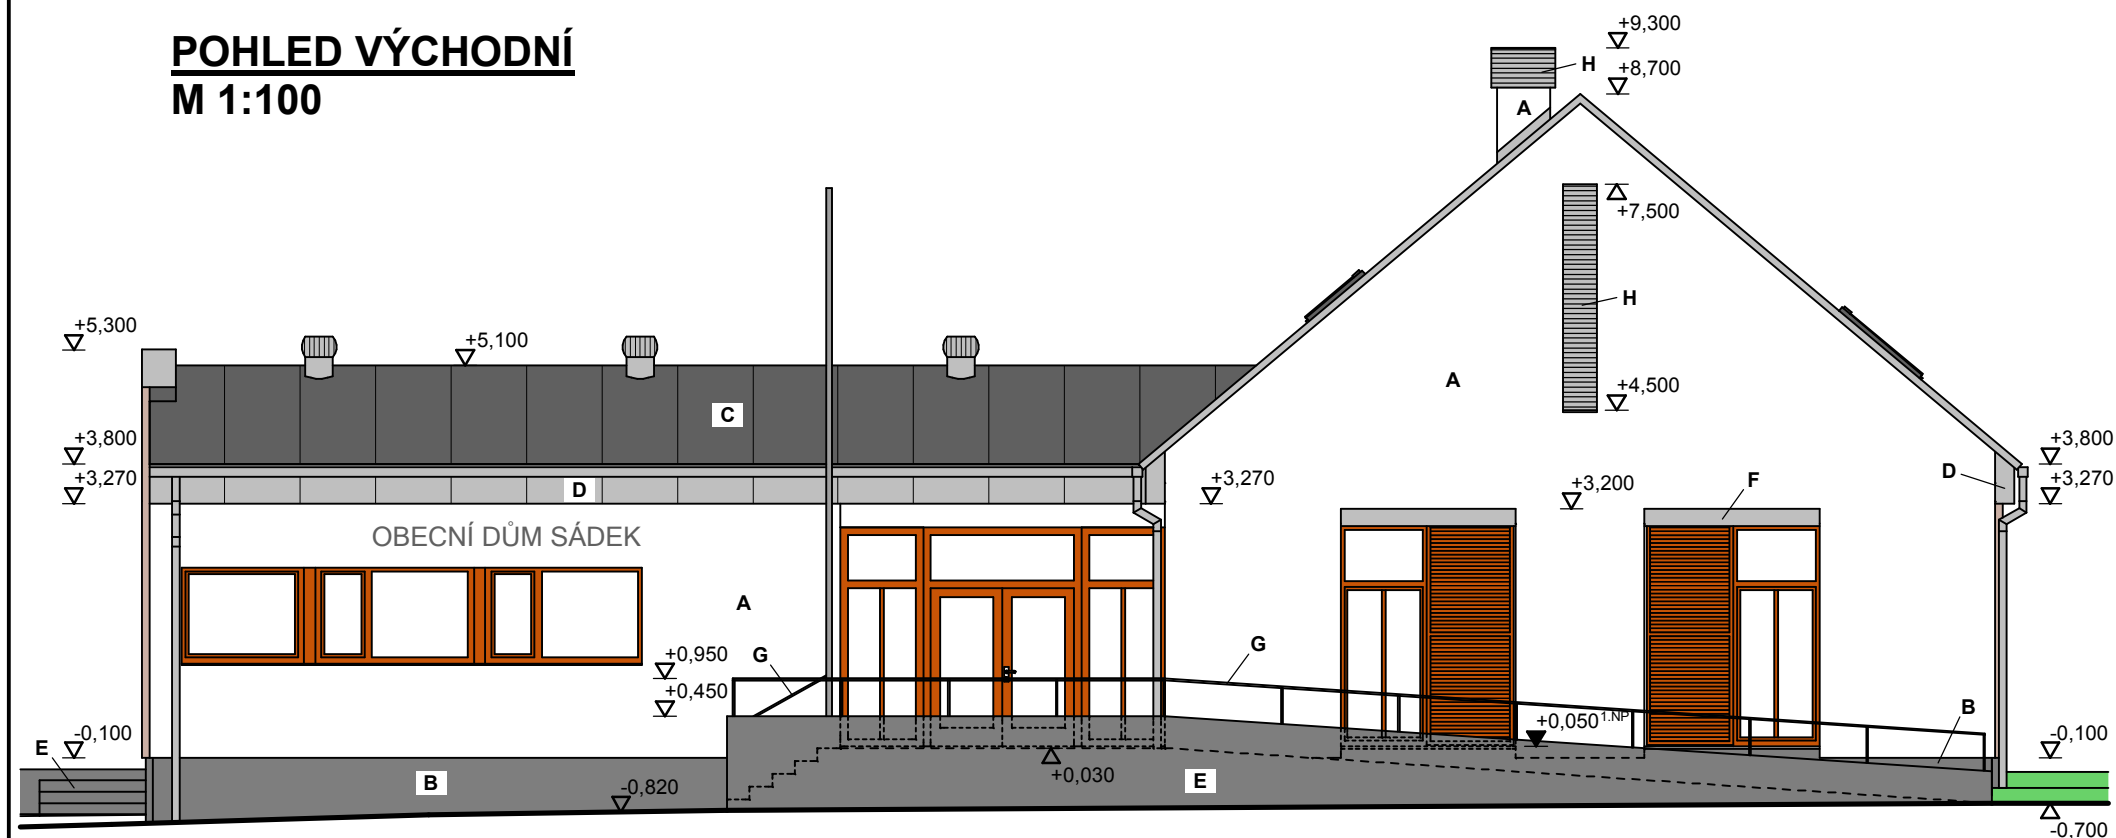 POHLED VÝCHODNÍ
M 1:100
+9,300
H
+8,700
A
+7,500
H
+5,300
+5,100
A
+4,500
C
+3,800
+3,800
+3,270
D
+3,270
+3,200
F
D
+3,270
OBECNÍ DŮM SÁDEK
A
G
+0,950
G
+0,450
B
+0,050 1.NP
E
-0,100
-0,100
+0,030
B
-0,820
E
-0,700